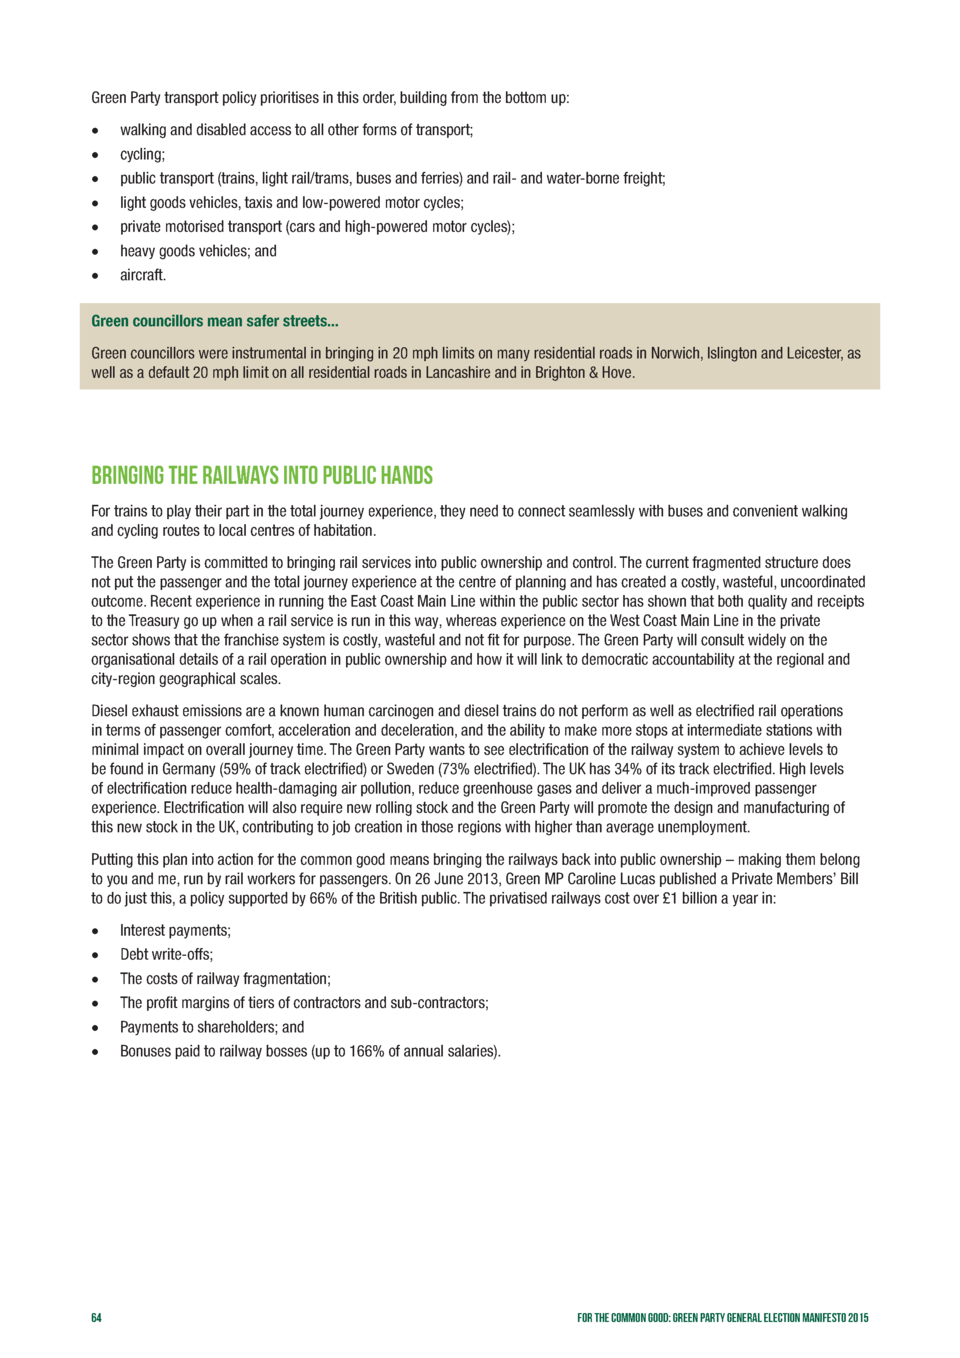 Green Party transport policy prioritises in this order, building from the bottom up:
• walking and disabled access to all other forms of transport;
• cycling;
• public transport (trains, light rail/trams, buses and ferries) and rail- and water-borne freight;
• light goods vehicles, taxis and low-powered motor cycles;
• private motorised transport (cars and high-powered motor cycles);
• heavy goods vehicles; and
• aircraft.
Green councillors mean safer streets...
Green councillors were instrumental in bringing in 20 mph limits on many residential roads in Norwich, Islington and Leicester, as
well as a default 20 mph limit on all residential roads in Lancashire and in Brighton & Hove.
BRINGING THE RAILWAYS INTO PUBLIC HANDS
For trains to play their part in the total journey experience, they need to connect seamlessly with buses and convenient walking
and cycling routes to local centres of habitation.
The Green Party is committed to bringing rail services into public ownership and control. The current fragmented structure does
not put the passenger and the total journey experience at the centre of planning and has created a costly, wasteful, uncoordinated
outcome. Recent experience in running the East Coast Main Line within the public sector has shown that both quality and receipts
to the Treasury go up when a rail service is run in this way, whereas experience on the West Coast Main Line in the private
sector shows that the franchise system is costly, wasteful and not fit for purpose. The Green Party will consult widely on the
organisational details of a rail operation in public ownership and how it will link to democratic accountability at the regional and
city-region geographical scales.
Diesel exhaust emissions are a known human carcinogen and diesel trains do not perform as well as electrified rail operations
in terms of passenger comfort, acceleration and deceleration, and the ability to make more stops at intermediate stations with
minimal impact on overall journey time. The Green Party wants to see electrification of the railway system to achieve levels to
be found in Germany (59% of track electrified) or Sweden (73% electrified). The UK has 34% of its track electrified. High levels
of electrification reduce health-damaging air pollution, reduce greenhouse gases and deliver a much-improved passenger
experience. Electrification will also require new rolling stock and the Green Party will promote the design and manufacturing of
this new stock in the UK, contributing to job creation in those regions with higher than average unemployment.
Putting this plan into action for the common good means bringing the railways back into public ownership – making them belong
to you and me, run by rail workers for passengers. On 26 June 2013, Green MP Caroline Lucas published a Private Members’ Bill
to do just this, a policy supported by 66% of the British public. The privatised railways cost over £1 billion a year in:
• Interest payments;
• Debt write-offs;
• The costs of railway fragmentation;
• The profit margins of tiers of contractors and sub-contractors;
• Payments to shareholders; and
• Bonuses paid to railway bosses (up to 166% of annual salaries).
64 FOR THE COMMON GOOD: GREEN PARTY GENERAL ELECTION MANIFESTO 2015